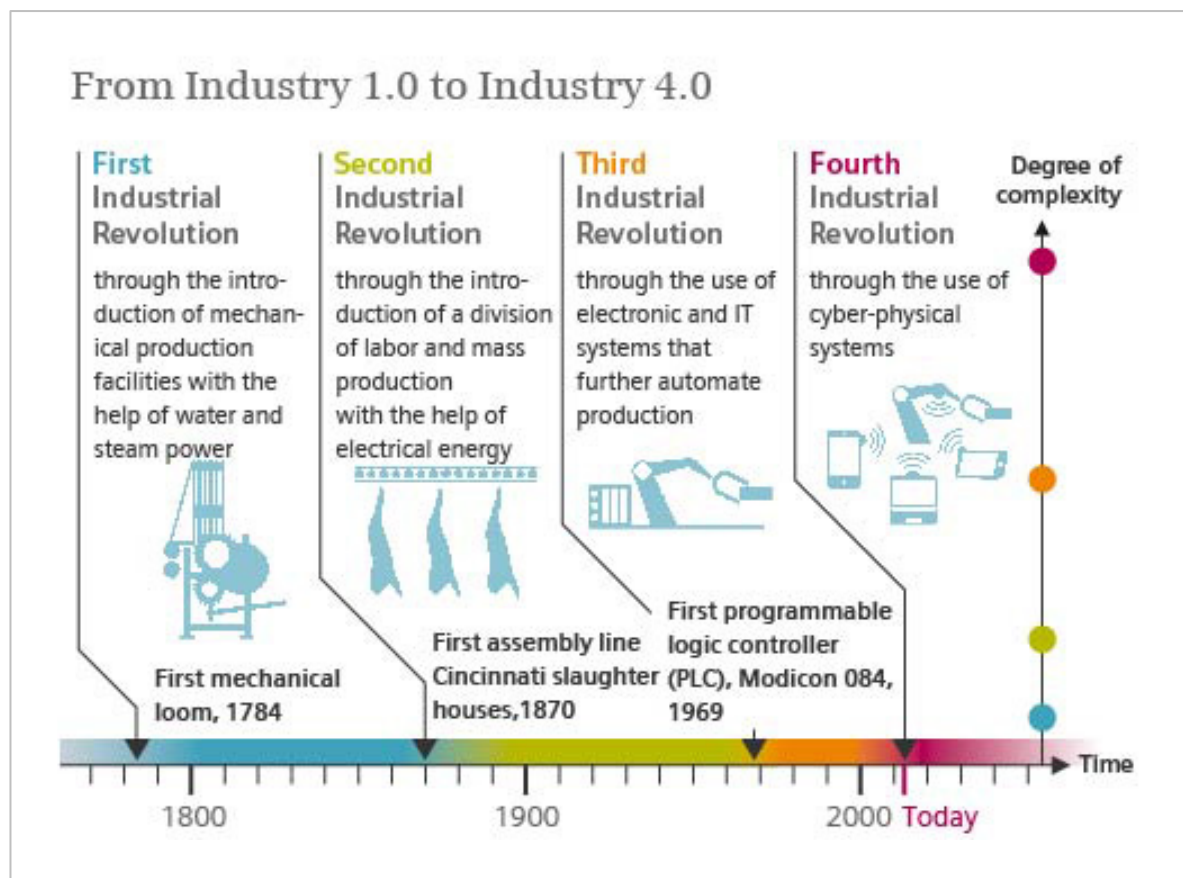 From Industry 1.0 to Industry 4.0
First
Industrial
Revolution
through the intro-
duction of mechan-
ical production
facilities with the
help of water and
steam power
First mechanical
loom, 1784
Second
Industrial
Revolution
through the intro-
duction of a division
of labor and mass
production
with the help of
electrical energy
First assembly line
Cincinnati slaughter
houses,1870
Third
Industrial
Revolution
through the use of
electronic and IT
systems that
further automate
production
First programmable
logic controller
(PLC), Modicon 084,
1969
Fourth
Industrial
Revolution
through the use of
cyber-physical
systems
Degree of
complexity
Time
1800
1900
2000
Today